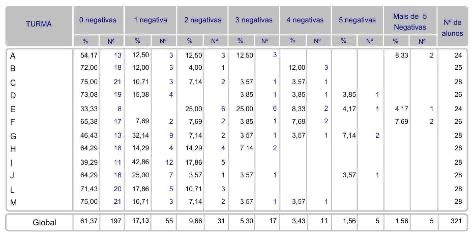 TURMA 0 negativas 1 negativa 2 negativas 3 negativas 4 negativas 5 negativas Mais de 5 Negativas Nº de alunos
% Nº % Nº % Nº % Nº % Nº % Nº % Nº
A 54,17 13 12,50 3 12,50 3 12,50 3 8,33 2 24
B 72,00 18 12,00 3 4,00 1 12,00 3 25
C 75,00 21 10,71 3 7,14 2 3,57 1 3,57 1 28
D 73,08 19 15,38 4 3,85 1 3,85 1 3,85 1 26
E 33,33 8 25,00 6 25,00 6 8,33 2 4,17 1 4,17 1 24
F 65,38 17 7,69 2 7,69 2 3,85 1 7,69 2 7,69 2 26
G 46,43 13 32,14 9 7,14 2 3,57 1 3,57 1 7,14 2 28
H 64,29 18 14,29 4 14,29 4 7,14 2 28
I 39,29 11 42,86 12 17,86 5 28
J 64,29 18 25,00 7 3,57 1 3,57 1 3,57 1 28
L 71,43 20 17,86 5 10,71 3 28
M 75,00 21 10,71 3 7,14 2 3,57 1 3,57 1 28
Global 61,37 197 17,13 55 9,66 31 5,30 17 3,43 11 1,56 5 1,56 5 321